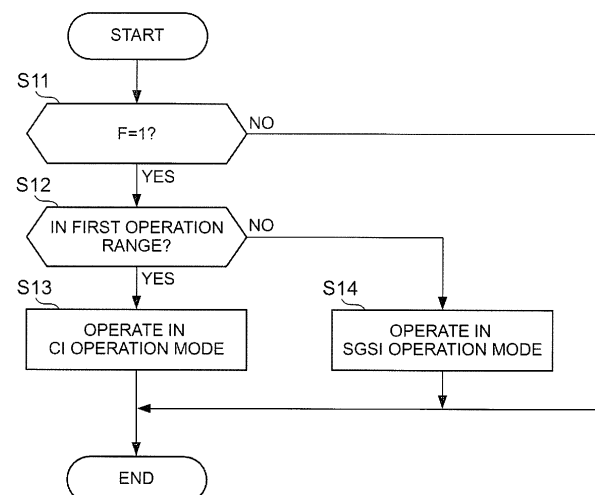 START
S11
F=1?
NO
YES
S12
IN FIRST OPERATION
RANGE?
NO
YES
S13
OPERATE IN
CI OPERATION MODE
S14
OPERATE IN
SGSI OPERATION MODE
END